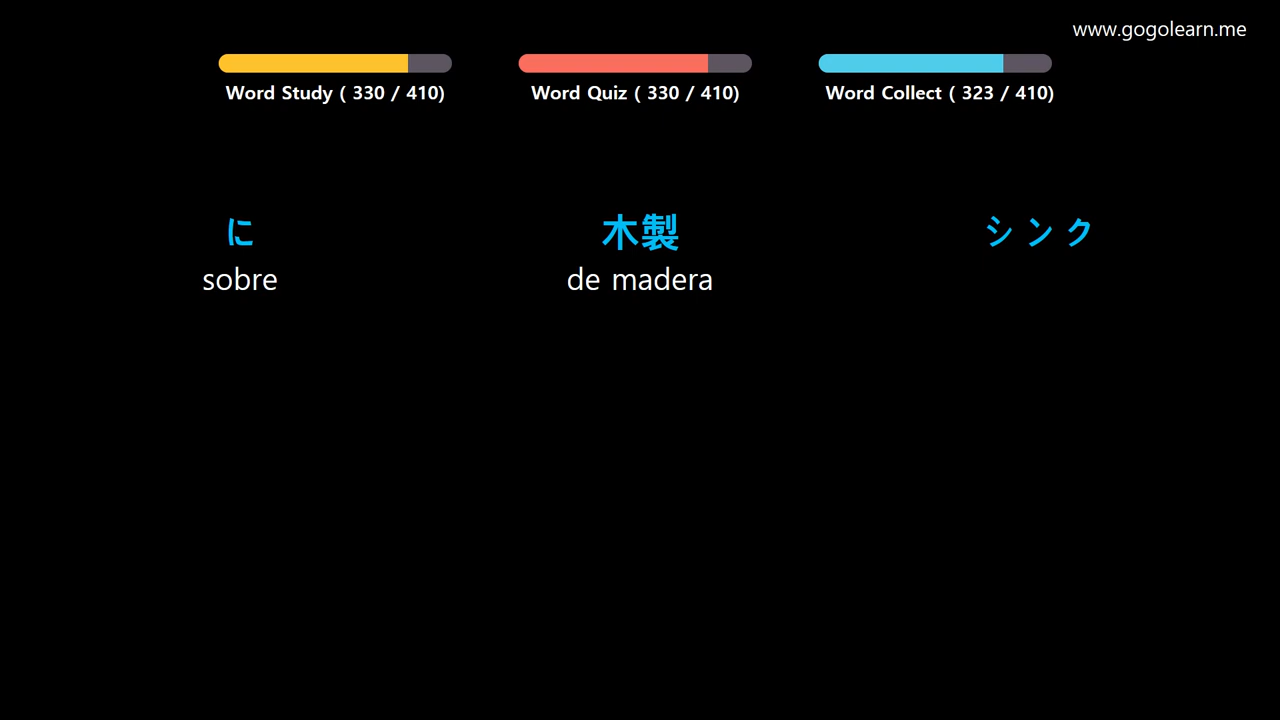 www.gogolearn.me
Word Study ( 330 / 410)
Word Quiz ( 330 / 410)
Word Collect ( 323 / 410)
に
sobre
木製
de madera
シンク